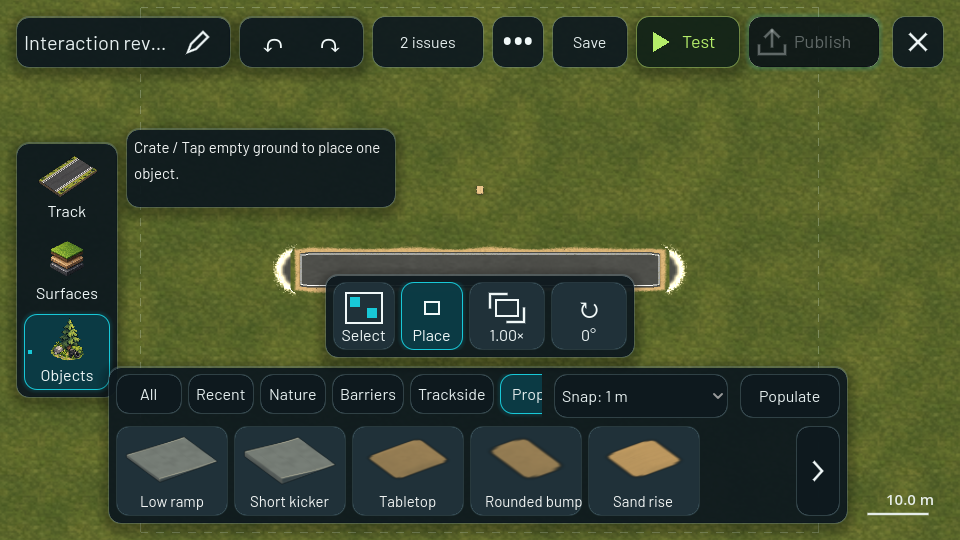 Interaction rev...
2 issues
Save
Test
Publish
Crate / Tap empty ground to place one
object.
Track
Surfaces
Objects
Select
Place
1.00×
0°
All
Recent
Nature
Barriers
Trackside
Prop
Snap: 1 m
Populate
Low ramp
Short kicker
Tabletop
Rounded bump
Sand rise
10.0 m